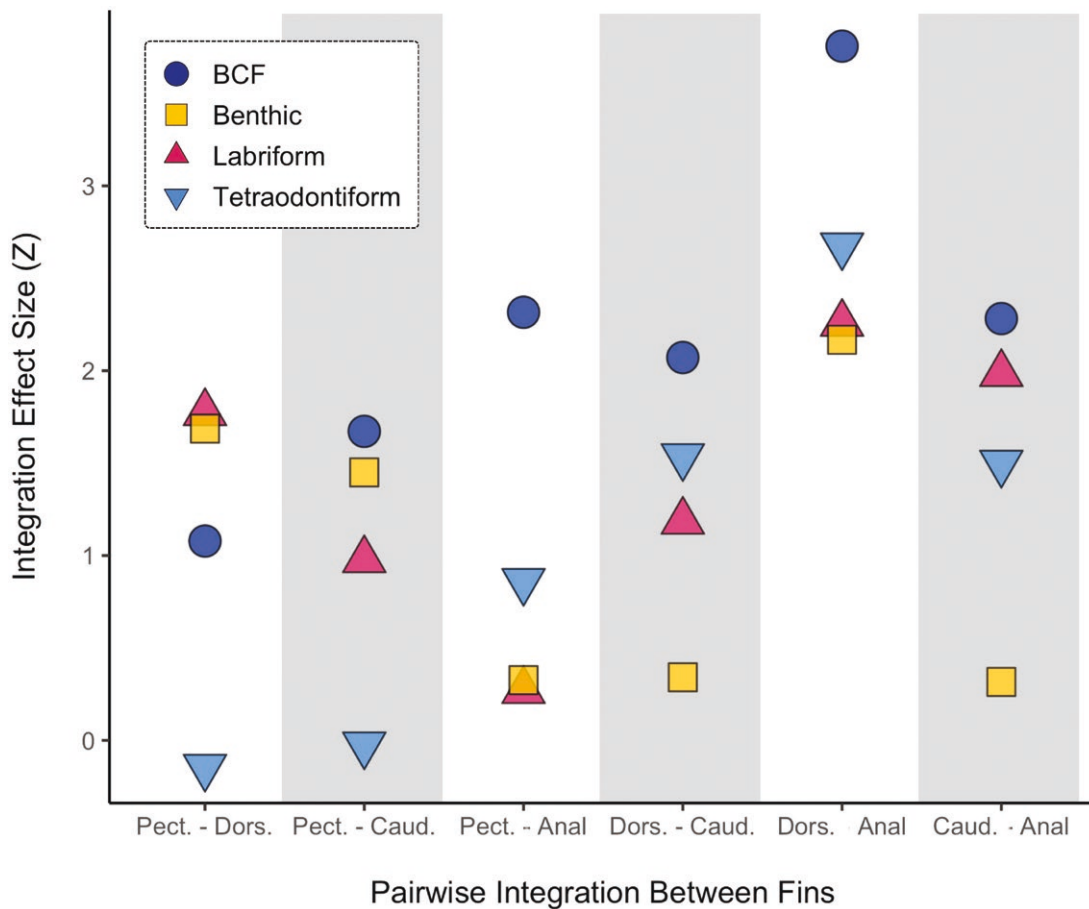 BCF
Benthic
Labriform
Tetraodontiform
Integration Effect Size (Z)
3
2
1
0
Pect. - Dors. Pect. - Caud. Pect. - Anal Dors. - Caud. Dors. - Anal Caud. - Anal
Pairwise Integration Between Fins